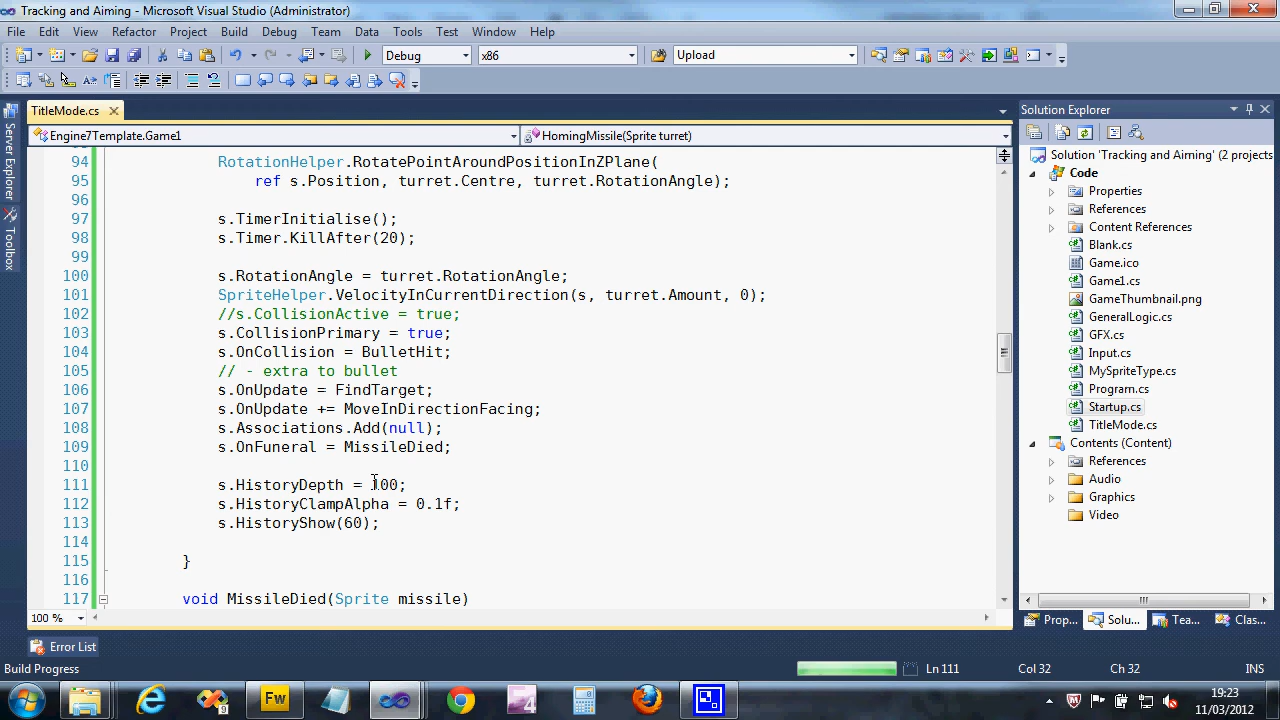 Tracking and Aiming - Microsoft Visual Studio (Administrator)
File Edit View Refactor Project Build Debug Team Data Tools Test Window Help
Debug x86 Upload
TitleMode.cs
Engine7Template.Game1 HomingMissile(Sprite turret)
94 RotationHelper.RotatePointAroundPositionInZPlane(
95 ref s.Position, turret.Centre, turret.RotationAngle);
96
97 s.TimerInitialise();
98 s.Timer.KillAfter(20);
99
100 s.RotationAngle = turret.RotationAngle;
101 SpriteHelper.VelocityInCurrentDirection(s, turret.Amount, 0);
102 //s.CollisionActive = true;
103 s.CollisionPrimary = true;
104 s.OnCollision = BulletHit;
105 // - extra to bullet
106 s.OnUpdate = FindTarget;
107 s.OnUpdate += MoveInDirectionFacing;
108 s.Associations.Add(null);
109 s.OnFuneral = MissileDied;
110
111 s.HistoryDepth = 100;
112 s.HistoryClampAlpha = 0.1f;
113 s.HistoryShow(60);
114
115 }
116
117 void MissileDied(Sprite missile)
100 %
Server Explorer
Toolbox
Solution Explorer
Solution 'Tracking and Aiming' (2 projects
Code
Properties
References
Content References
Blank.cs
Game.ico
Game1.cs
GameThumbnail.png
GeneralLogic.cs
GFX.cs
Input.cs
MySpriteType.cs
Program.cs
Startup.cs
TitleMode.cs
Contents (Content)
References
Audio
Graphics
Video
Prop... Solu... Tea... Clas...
Error List
Build Progress Ln 111 Col 32 Ch 32 INS
Fw
4
19:23
11/03/2012